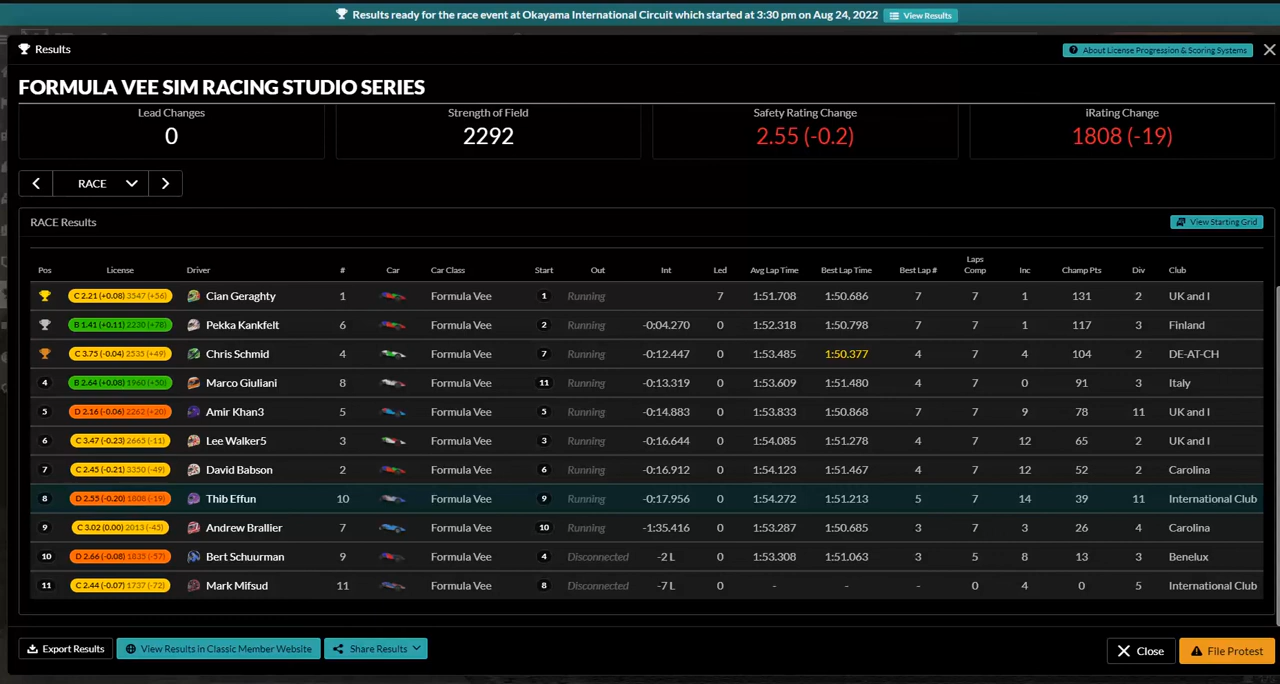 Results ready for the race event at Okayama International Circuit which started at 3:30 pm on Aug 24, 2022 View Results
Results About License Progression & Scoring Systems
FORMULA VEE SIM RACING STUDIO SERIES
Lead Changes Strength of Field Safety Rating Change iRating Change
0 2292 2.55 (-0.2) 1808 (-19)
RACE
RACE Results View Starting Grid
Pos License Driver # Car Car Class Start Out Int Led Avg Lap Time Best Lap Time Best Lap # Laps Comp Inc Champ Pts Div Club
C 2.21 (+0.08) 3547 (+56) Cian Geraghty 1 Formula Vee 1 Running 7 1:51.708 1:50.686 7 7 1 131 2 UK and I
B 1.41 (+0.11) 2230 (+78) Pekka Kankfelt 6 Formula Vee 2 Running -0:04.270 0 1:52.318 1:50.798 7 7 1 117 3 Finland
C 3.75 (-0.04) 2535 (+49) Chris Schmid 4 Formula Vee 7 Running -0:12.447 0 1:53.485 1:50.377 4 7 4 104 2 DE-AT-CH
4 B 2.64 (+0.08) 1960 (+50) Marco Giuliani 8 Formula Vee 11 Running -0:13.319 0 1:53.609 1:51.480 4 7 0 91 3 Italy
5 D 2.16 (-0.06) 2262 (+20) Amir Khan3 5 Formula Vee 5 Running -0:14.883 0 1:53.833 1:50.868 7 7 9 78 11 UK and I
6 C 3.47 (-0.23) 2665 (-11) Lee Walker5 3 Formula Vee 3 Running -0:16.644 0 1:54.085 1:51.278 4 7 12 65 2 UK and I
7 C 2.45 (-0.21) 3350 (-49) David Babson 2 Formula Vee 6 Running -0:16.912 0 1:54.123 1:51.467 4 7 12 52 2 Carolina
8 D 2.55 (-0.20) 1808 (-19) Thib Effun 10 Formula Vee 9 Running -0:17.956 0 1:54.272 1:51.213 5 7 14 39 11 International Club
9 C 3.02 (0.00) 2013 (-45) Andrew Brallier 7 Formula Vee 10 Running -1:35.416 0 1:53.287 1:50.685 3 7 3 26 4 Carolina
10 D 2.66 (-0.08) 1835 (-57) Bert Schuurman 9 Formula Vee 4 Disconnected -2 L 0 1:53.308 1:51.063 3 5 8 13 3 Benelux
11 C 2.44 (-0.07) 1737 (-72) Mark Mifsud 11 Formula Vee 8 Disconnected -7 L 0 - - - 0 4 0 5 International Club
Export Results View Results in Classic Member Website Share Results Close File Protest